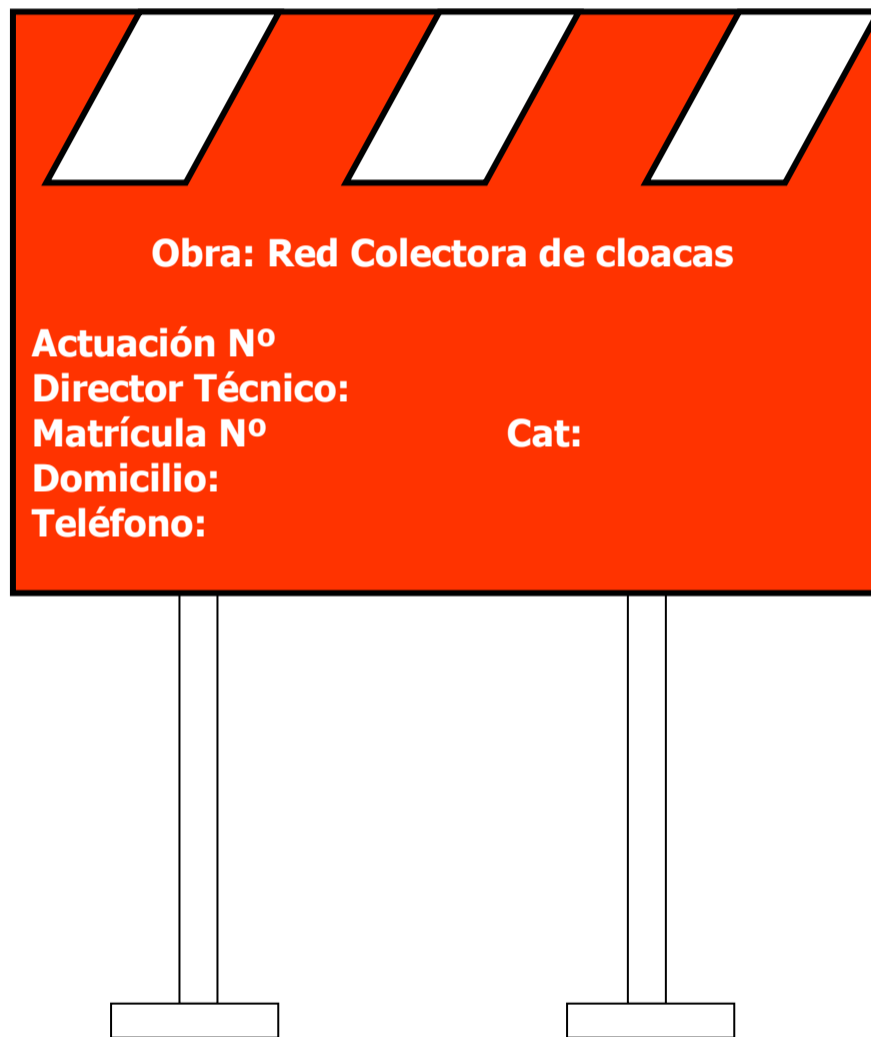 Obra: Red Colectora de cloacas
Actuación Nº
Director Técnico:
Matrícula Nº Cat:
Domicilio:
Teléfono: